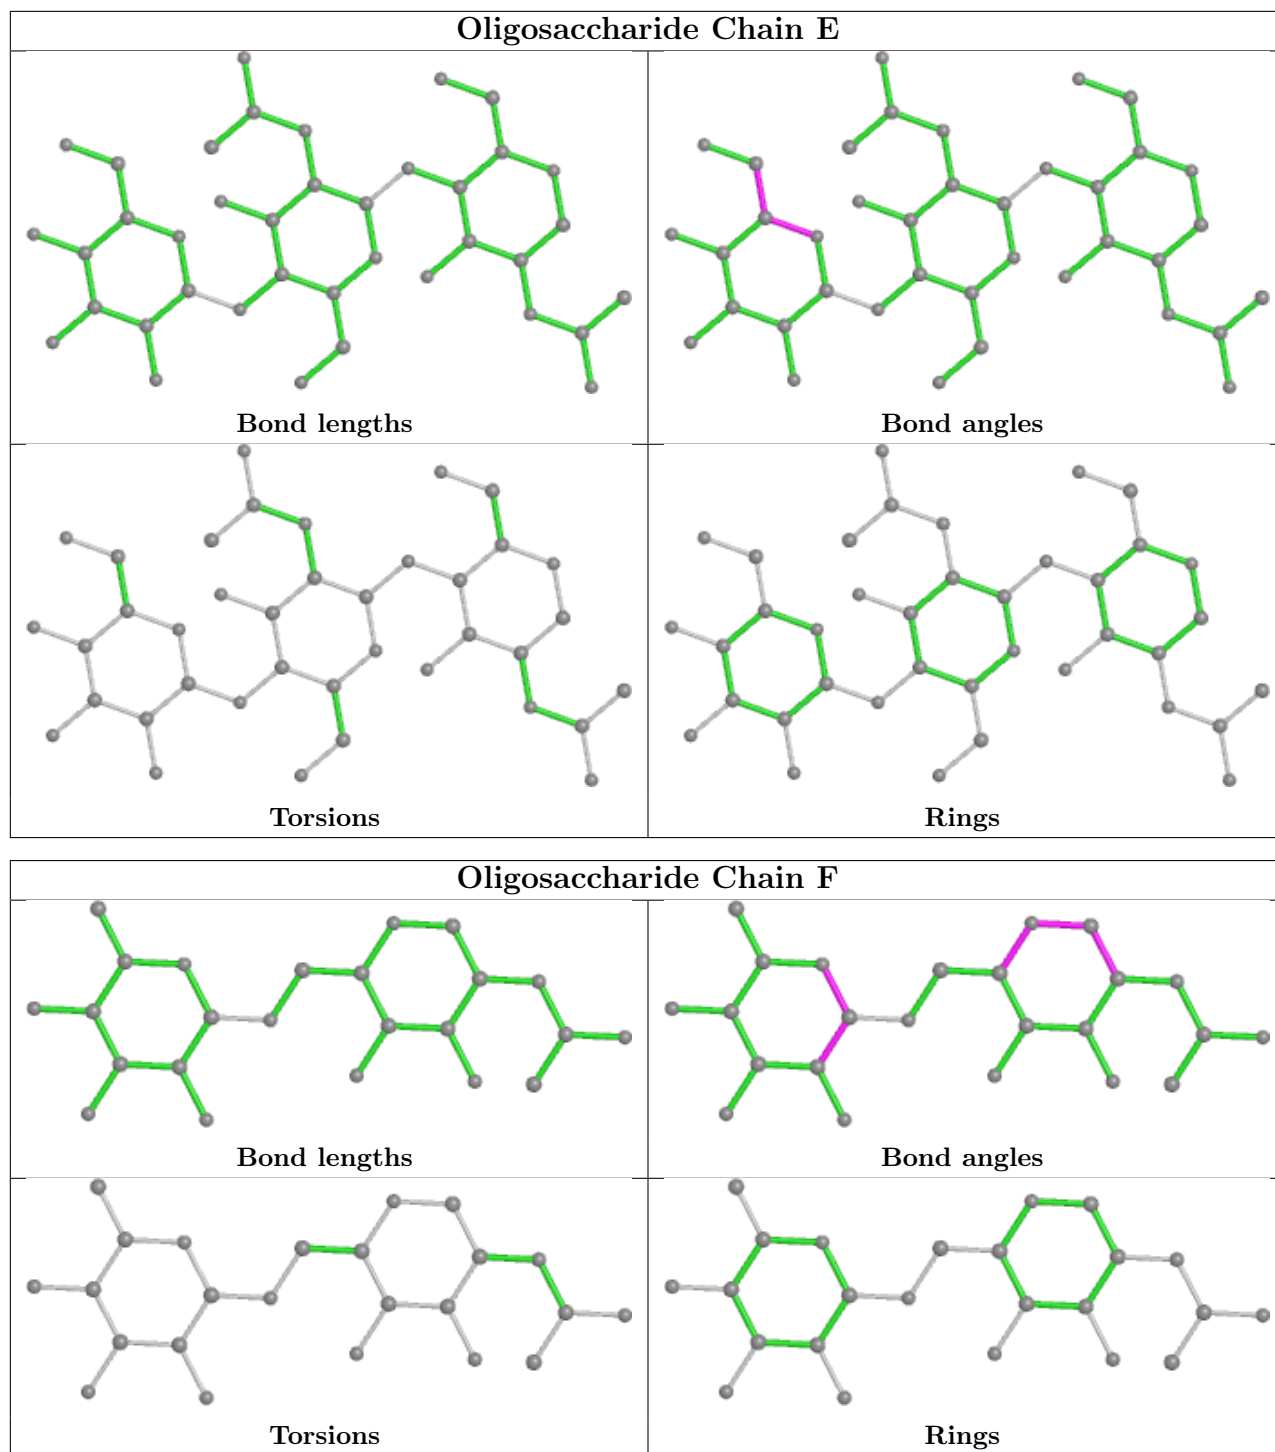 Oligosaccharide Chain E
Bond lengths
Bond angles
Torsions
Rings
Oligosaccharide Chain F
Bond lengths
Bond angles
Torsions
Rings